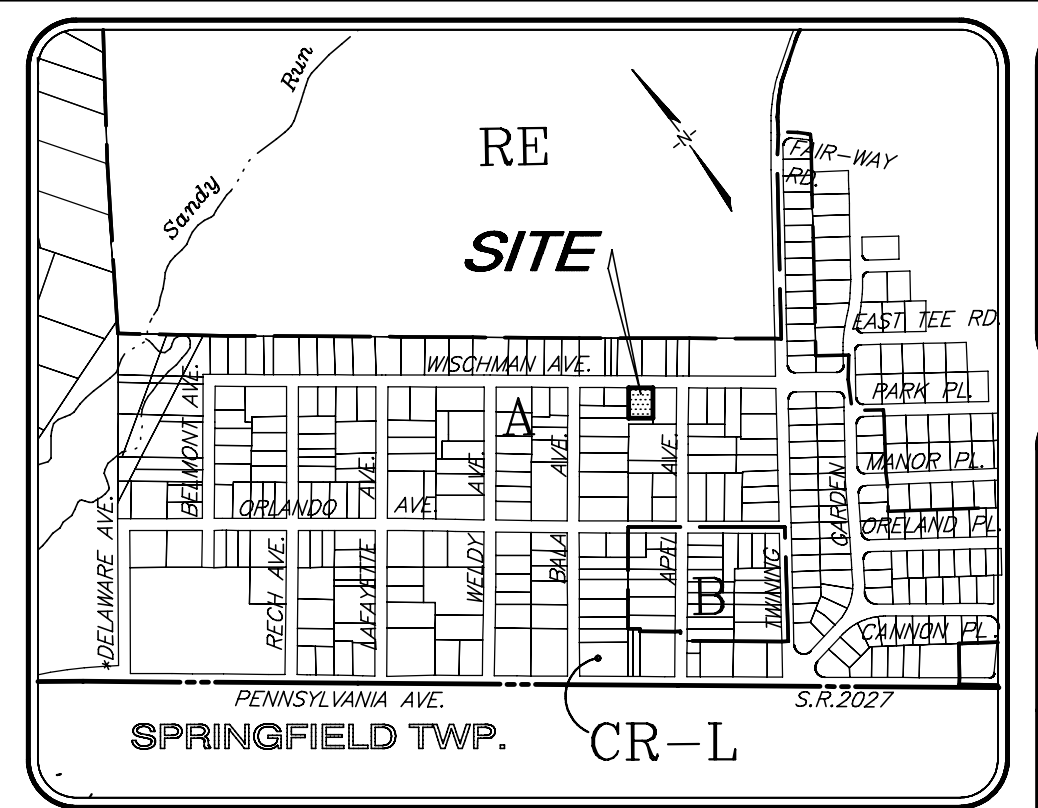 Run
RE
-N-
FAIR-WAY
RD.
Sandy
SITE
EAST TEE RD.
WISCHMAN AVE.
PARK PL.
A
BELMONT AVE.
AVE.
AVE.
AVE.
AVE.
MANOR PL.
GARDEN
ORLANDO AVE.
ORELAND PL.
*DELAWARE AVE.
RECH AVE.
LAFAYETTE
WELDY
BALA
APEL
B
TWINING
CANNON PL.
PENNSYLVANIA AVE.
S.R.2027
SPRINGFIELD TWP.
CR-L